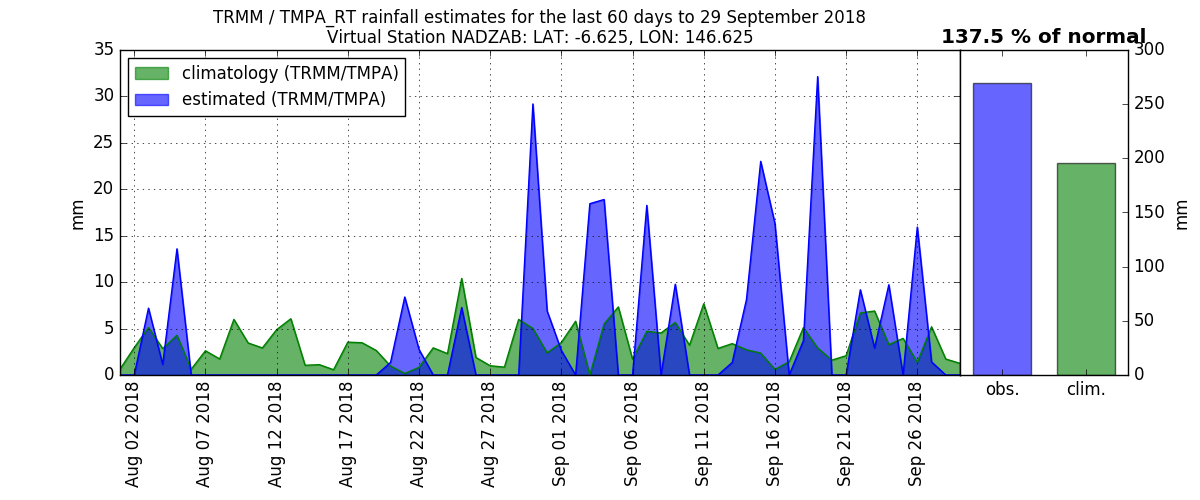 TRMM / TMPA_RT rainfall estimates for the last 60 days to 29 September 2018
Virtual Station NADZAB: LAT: -6.625, LON: 146.625
137.5 % of normal
climatology (TRMM/TMPA)
estimated (TRMM/TMPA)
mm
35
30
25
20
15
10
5
0
Aug 02 2018
Aug 07 2018
Aug 12 2018
Aug 17 2018
Aug 22 2018
Aug 27 2018
Sep 01 2018
Sep 06 2018
Sep 11 2018
Sep 16 2018
Sep 21 2018
Sep 26 2018
obs.
clim.
300
250
200
150
100
50
0
mm